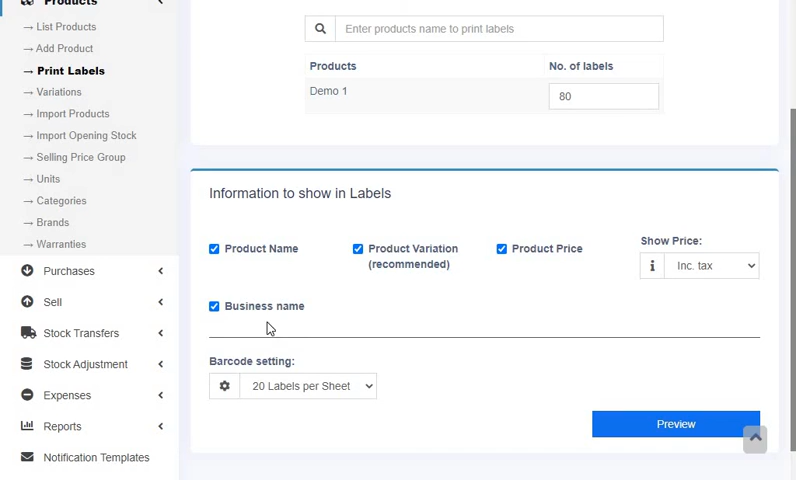 Products
→ List Products
→ Add Product
→ Print Labels
→ Variations
→ Import Products
→ Import Opening Stock
→ Selling Price Group
→ Units
→ Categories
→ Brands
→ Warranties
Purchases
Sell
Stock Transfers
Stock Adjustment
Expenses
Reports
Notification Templates
Enter products name to print labels
Products No. of labels
Demo 1 80
Information to show in Labels
Product Name
Product Variation
(recommended)
Product Price
Show Price:
Inc. tax
Business name
Barcode setting:
20 Labels per Sheet
Preview